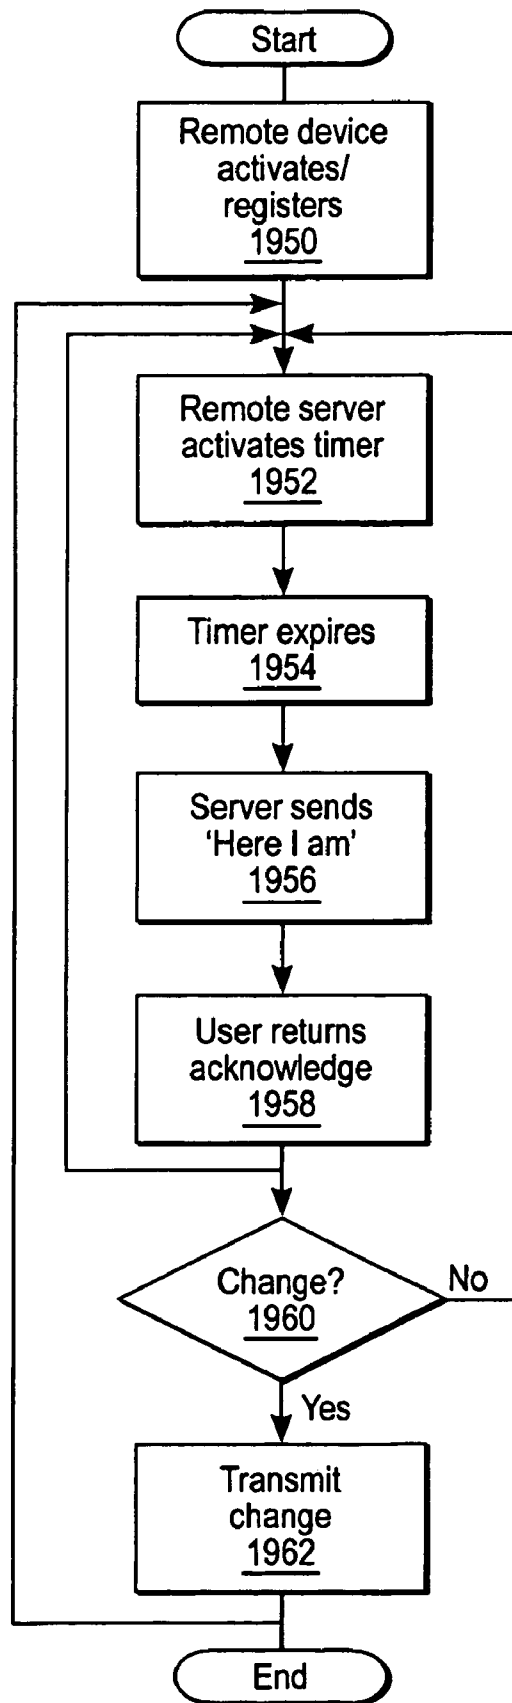 Start
Remote device
activates/
registers
1950
Remote server
activates timer
1952
Timer expires
1954
Server sends
‘Here I am’
1956
User returns
acknowledge
1958
Change?
1960
No
Yes
Transmit
change
1962
End